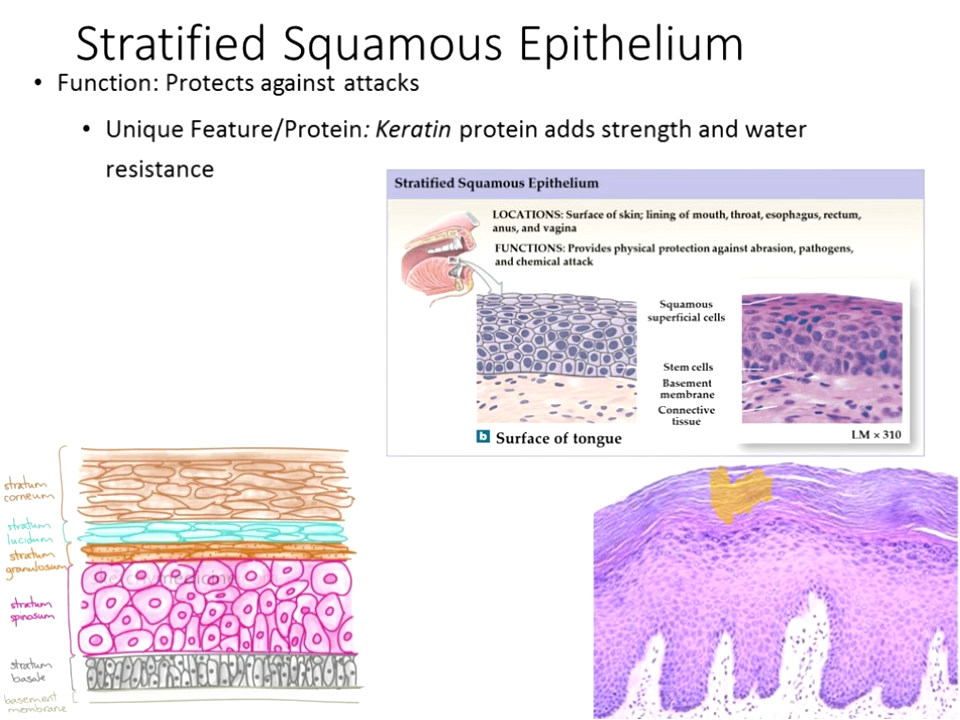 Stratified Squamous Epithelium
• Function: Protects against attacks
• Unique Feature/Protein: Keratin protein adds strength and water
resistance
Stratified Squamous Epithelium
LOCATIONS: Surface of skin; lining of mouth, throat, esophagus, rectum,
anus, and vagina
FUNCTIONS: Provides physical protection against abrasion, pathogens,
and chemical attack
Squamous
superficial cells
Stem cells
Basement
membrane
Connective
tissue
b Surface of tongue
LM × 310
stratum
corneum
stratum
lucidum
stratum
granulosum
stratum
spinosum
stratum
basale
basement
membrane